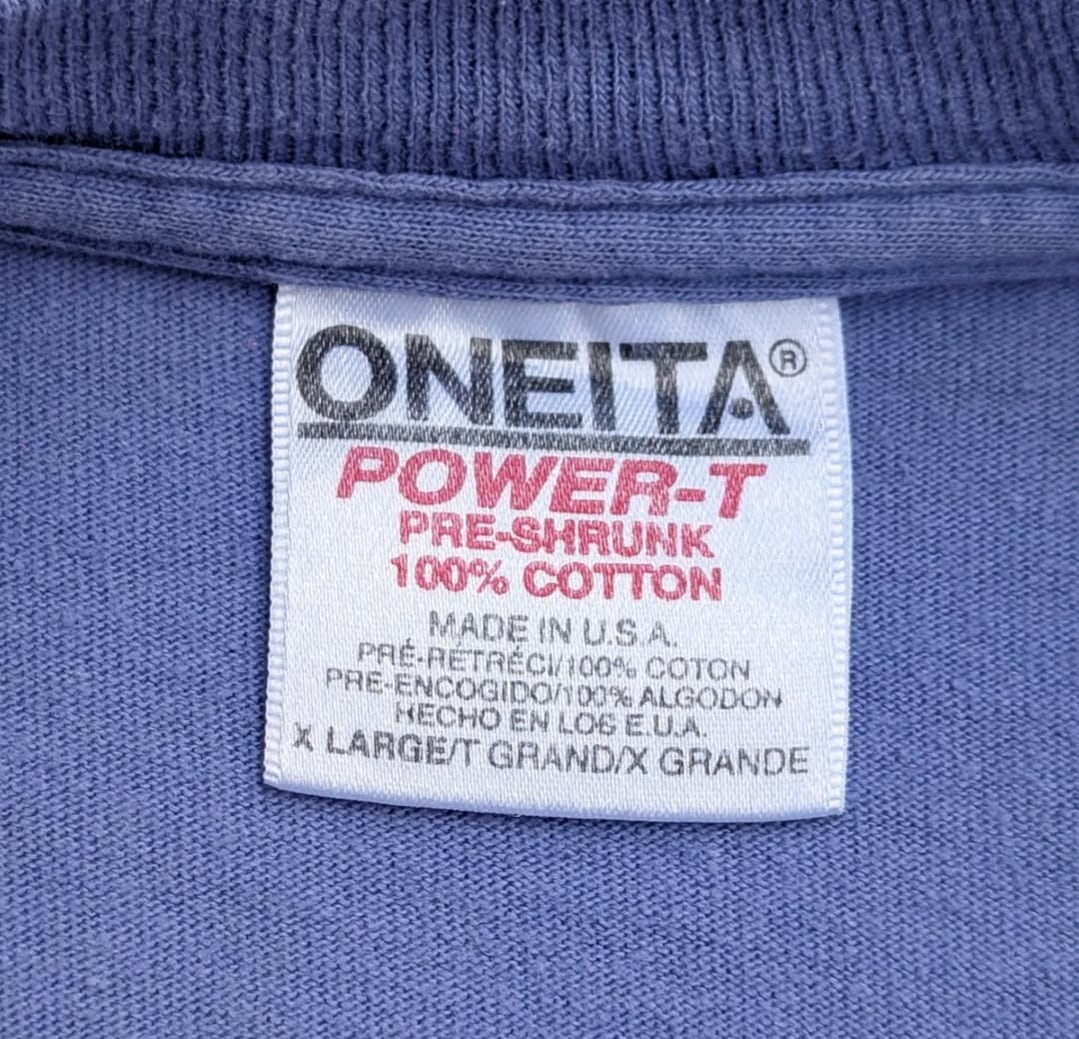 ONEITA®
POWER-T
PRE-SHRUNK
100% COTTON
MADE IN U.S.A.
PRÉ-RÉTRÉCI/100% COTON
PRE-ENCOGIDO/100% ALGODON
HECHO EN LOS E.U.A.
X LARGE/T GRAND/X GRANDE